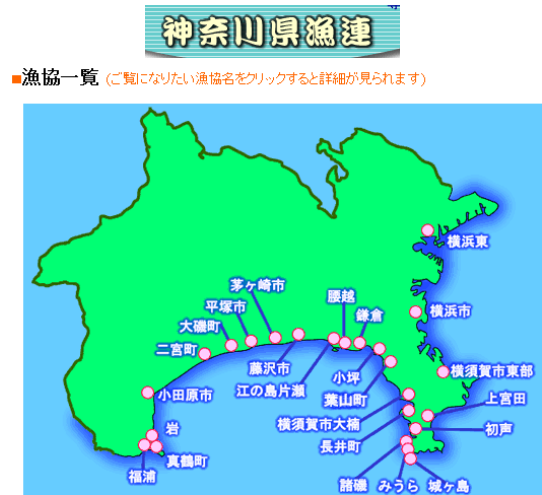 神奈川県漁連
■漁協一覧 (ご覧になりたい漁協名をクリックすると詳細が見られます)
横浜東
茅ヶ崎市
腰越
平塚市
鎌倉
横浜市
大磯町
二宮町
藤沢市
小坪
横須賀市東部
小田原市
江の島片瀬
葉山町
上宮田
横須賀市大楠
岩
初声
長井町
真鶴町
福浦
諸磯
みうら
城ヶ島